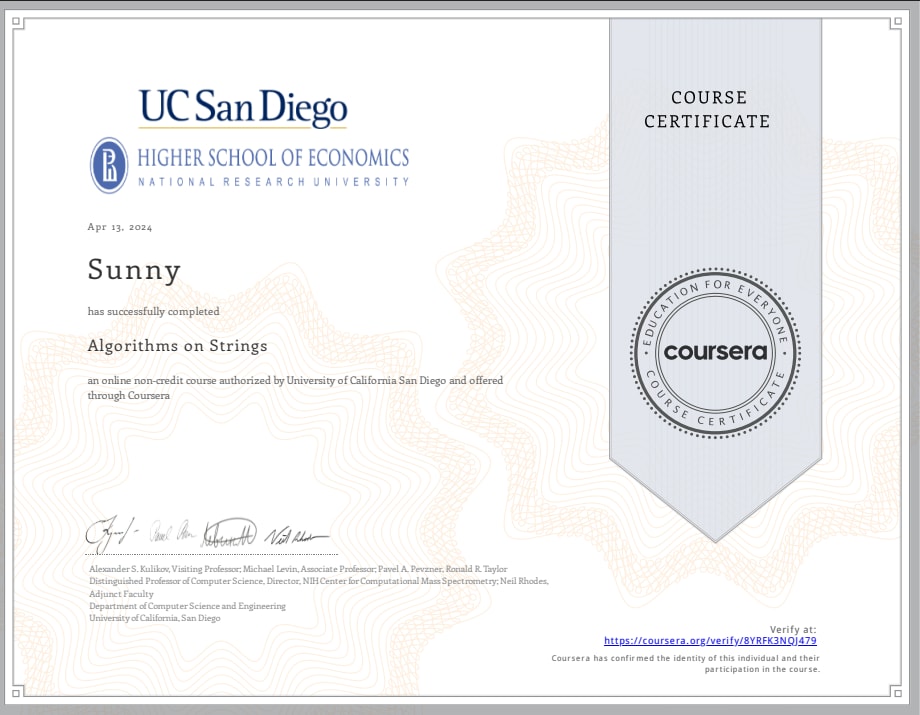 UC San Diego
HIGHER SCHOOL OF ECONOMICS
NATIONAL RESEARCH UNIVERSITY
Apr 13, 2024
Sunny
has successfully completed
Algorithms on Strings
an online non-credit course authorized by University of California San Diego and offered
through Coursera
Alexander S. Kulikov, Visiting Professor; Michael Levin, Associate Professor; Pavel A. Pevzner, Ronald R. Taylor
Distinguished Professor of Computer Science, Director, NIH Center for Computational Mass Spectrometry; Neil Rhodes,
Adjunct Faculty
Department of Computer Science and Engineering
University of California, San Diego
COURSE
CERTIFICATE
EDUCATION FOR EVERYONE
coursera
COURSE CERTIFICATE
Verify at:
https://coursera.org/verify/8YRFK3NQJ479
Coursera has confirmed the identity of this individual and their
participation in the course.